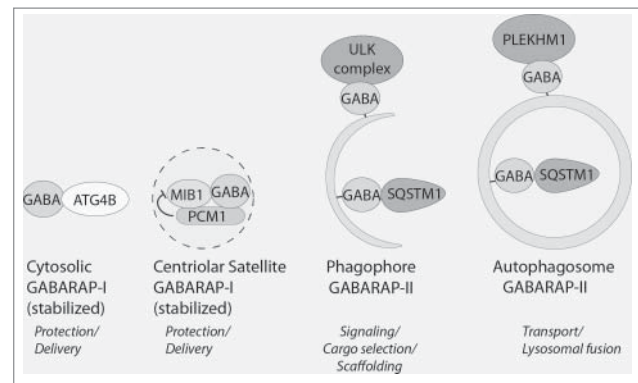 GABA
ATG4B
Cytosolic
GABARAP-I
(stabilized)
Protection/
Delivery
MIB1
GABA
PCM1
Centriolar Satellite
GABARAP-I
(stabilized)
Protection/
Delivery
ULK
complex
GABA
GABA
SQSTM1
Phagophore
GABARAP-II
Signaling/
Cargo selection/
Scaffolding
PLEKHM1
GABA
GABA
SQSTM1
Autophagosome
GABARAP-II
Transport/
Lysosomal fusion